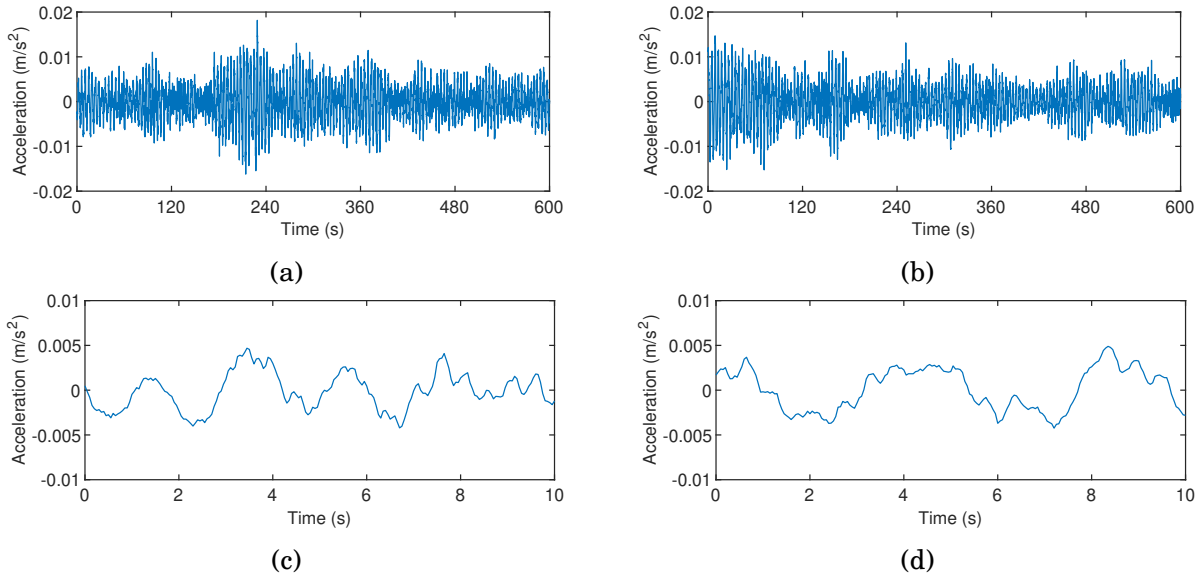 0.02
0.01
0
-0.01
-0.02
Acceleration (m/s²)
0 120 240 360 480 600
Time (s)
(a)
0.02
0.01
0
-0.01
-0.02
Acceleration (m/s²)
0 120 240 360 480 600
Time (s)
(b)
0.01
0.005
0
-0.005
-0.01
Acceleration (m/s²)
0 2 4 6 8 10
Time (s)
(c)
0.01
0.005
0
-0.005
-0.01
Acceleration (m/s²)
0 2 4 6 8 10
Time (s)
(d)